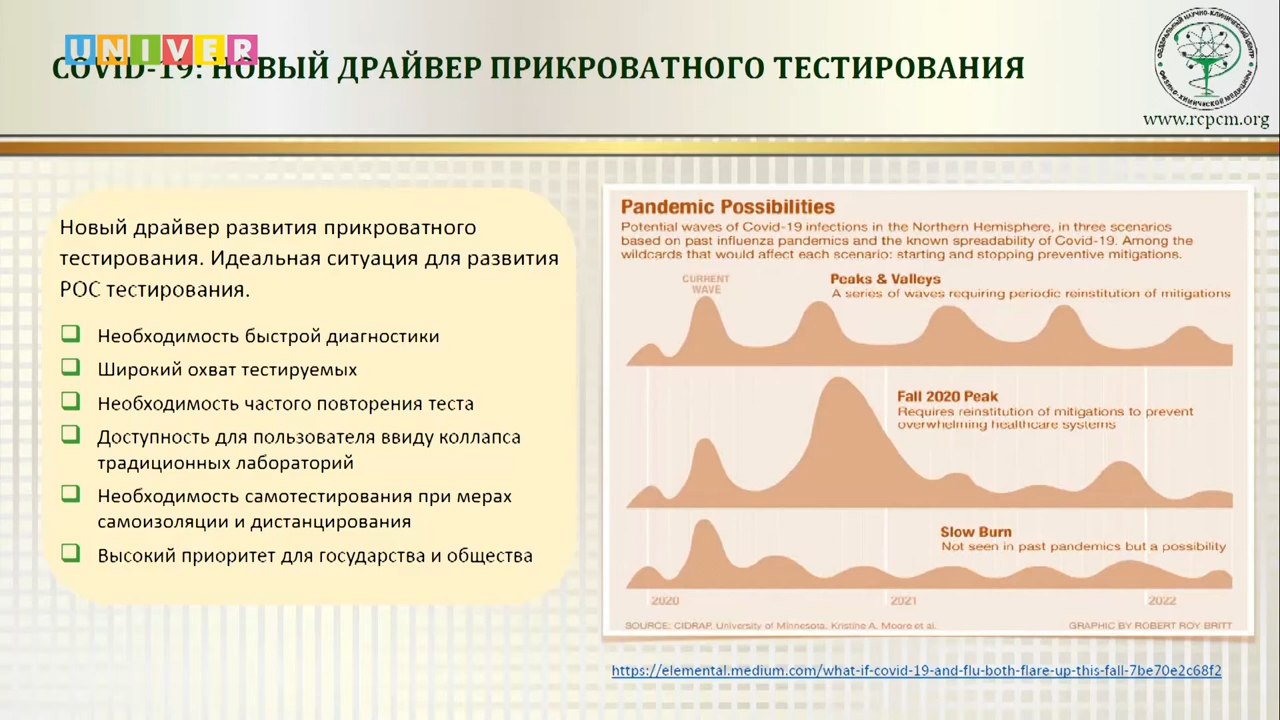 UNIVER
COVID-19: НОВЫЙ ДРАЙВЕР ПРИКРОВАТНОГО ТЕСТИРОВАНИЯ
ФЕДЕРАЛЬНЫЙ НАУЧНО-КЛИНИЧЕСКИЙ ЦЕНТР
ФИЗИКО-ХИМИЧЕСКОЙ МЕДИЦИНЫ
www.rcpcm.org
Новый драйвер развития прикроватного
тестирования. Идеальная ситуация для развития
РОС тестирования.
Необходимость быстрой диагностики
Широкий охват тестируемых
Необходимость частого повторения теста
Доступность для пользователя ввиду коллапса
традиционных лабораторий
Необходимость самотестирования при мерах
самоизоляции и дистанцирования
Высокий приоритет для государства и общества
Pandemic Possibilities
Potential waves of Covid-19 infections in the Northern Hemisphere, in three scenarios
based on past influenza pandemics and the known spreadability of Covid-19. Among the
wildcards that would affect each scenario: starting and stopping preventive mitigations.
CURRENT
WAVE
Peaks & Valleys
A series of waves requiring periodic reinstitution of mitigations
Fall 2020 Peak
Requires reinstitution of mitigations to prevent
overwhelming healthcare systems
Slow Burn
Not seen in past pandemics but a possibility
2020 2021 2022
SOURCE: CIDRAP, University of Minnesota, Kristine A. Moore et al. GRAPHIC BY ROBERT ROY BRITT
https://elemental.medium.com/what-if-covid-19-and-flu-both-flare-up-this-fall-7be70e2c68f2